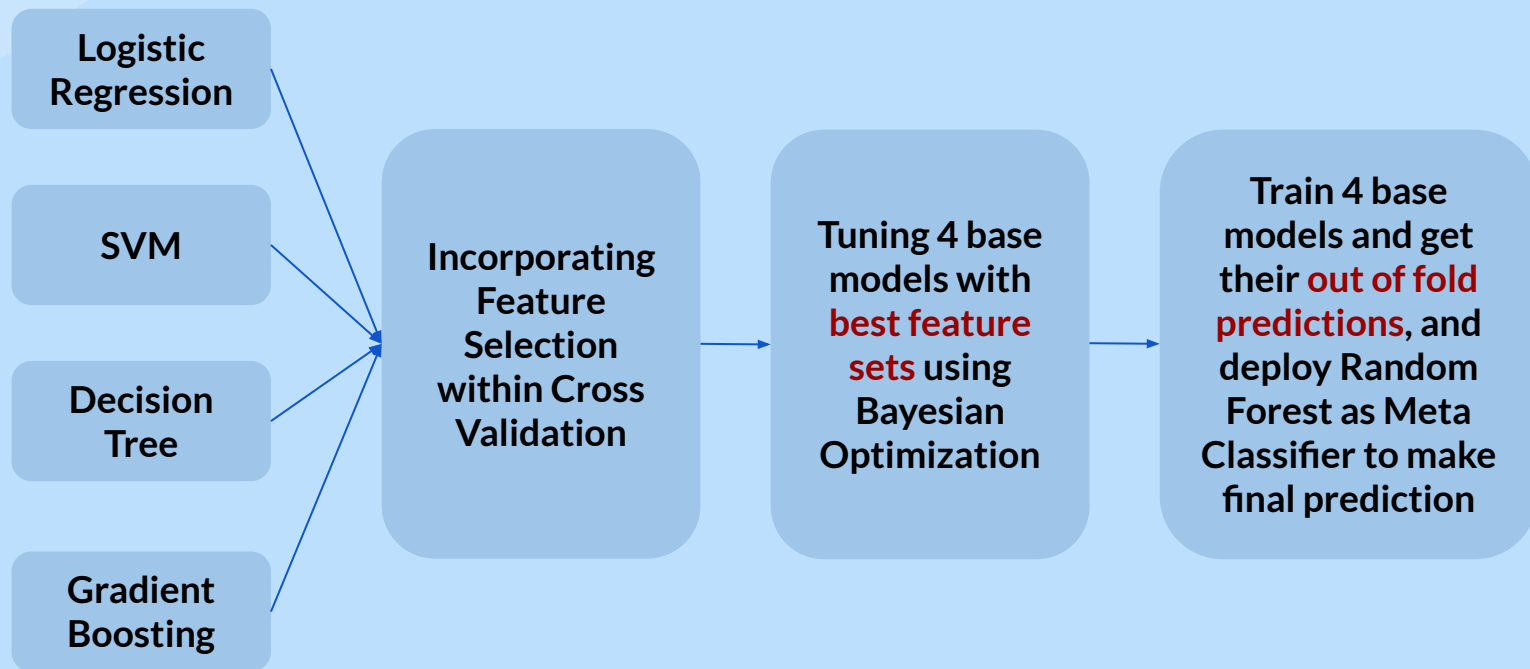 Logistic
Regression
SVM
Decision
Tree
Gradient
Boosting
Incorporating
Feature
Selection
within Cross
Validation
Tuning 4 base
models with
best feature
sets using
Bayesian
Optimization
Train 4 base
models and get
their out of fold
predictions, and
deploy Random
Forest as Meta
Classifier to make
final prediction